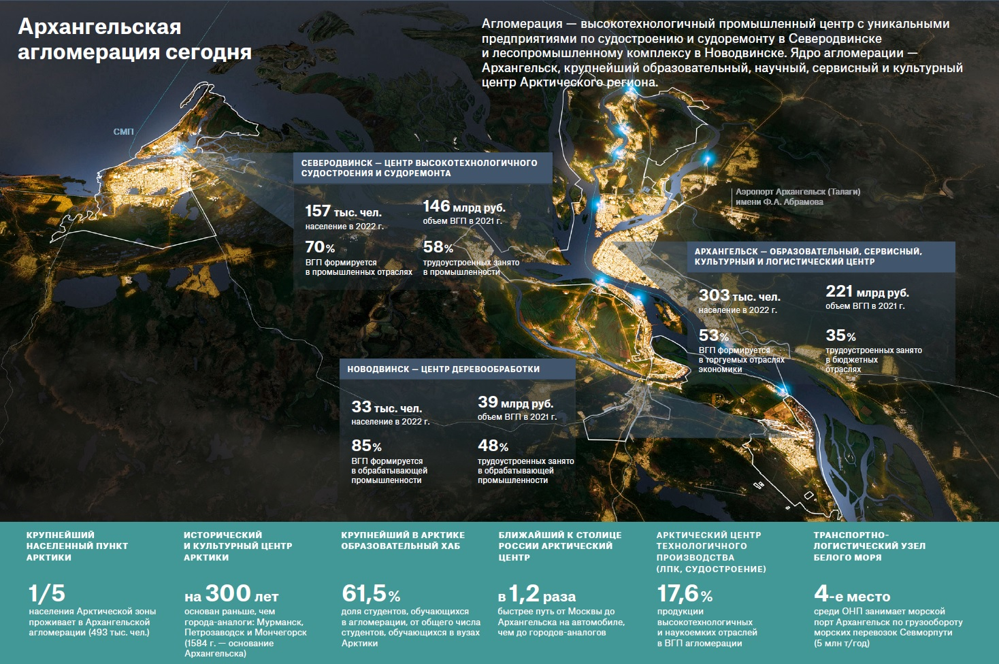 Архангельская
агломерация сегодня
Агломерация — высокотехнологичный промышленный центр с уникальными
предприятиями по судостроению и судоремонту в Северодвинске
и лесопромышленному комплексу в Новодвинске. Ядро агломерации —
Архангельск, крупнейший образовательный, научный, сервисный и культурный
центр Арктического региона.
СМП
СЕВЕРОДВИНСК — ЦЕНТР ВЫСОКОТЕХНОЛОГИЧНОГО
СУДОСТРОЕНИЯ И СУДОРЕМОНТА
157 тыс. чел.
население в 2022 г.
146 млрд руб.
объем ВГП в 2021 г.
70%
ВГП формируется
в промышленных отраслях
58%
трудоустроенных занято
в промышленности
Аэропорт Архангельск (Талаги)
имени Ф.А. Абрамова
АРХАНГЕЛЬСК — ОБРАЗОВАТЕЛЬНЫЙ, СЕРВИСНЫЙ,
КУЛЬТУРНЫЙ И ЛОГИСТИЧЕСКИЙ ЦЕНТР
303 тыс. чел.
население в 2022 г.
221 млрд руб.
объем ВГП в 2021 г.
53%
ВГП формируется
в торгуемых отраслях
экономики
35%
трудоустроенных занято
в бюджетных
отраслях
НОВОДВИНСК — ЦЕНТР ДЕРЕВООБРАБОТКИ
33 тыс. чел.
население в 2022 г.
39 млрд руб.
объем ВГП в 2021 г.
85%
ВГП формируется
в обрабатывающей
промышленности
48%
трудоустроенных занято
в обрабатывающей
промышленности
КРУПНЕЙШИЙ
НАСЕЛЕННЫЙ ПУНКТ
АРКТИКИ
1/5
населения Арктической зоны
проживает в Архангельской
агломерации (493 тыс. чел.)
ИСТОРИЧЕСКИЙ
И КУЛЬТУРНЫЙ ЦЕНТР
АРКТИКИ
на 300 лет
основан раньше, чем
города-аналоги: Мурманск,
Петрозаводск и Мончегорск
(1584 г. — основание
Архангельска)
КРУПНЕЙШИЙ В АРКТИКЕ
ОБРАЗОВАТЕЛЬНЫЙ ХАБ
61,5%
доля студентов, обучающихся
в агломерации, от общего числа
студентов, обучающихся в вузах
Арктики
БЛИЖАЙШИЙ К СТОЛИЦЕ
РОССИИ АРКТИЧЕСКИЙ
ЦЕНТР
в 1,2 раза
быстрее путь от Москвы до
Архангельска на автомобиле,
чем до городов-аналогов
АРКТИЧЕСКИЙ ЦЕНТР
ТЕХНОЛОГИЧНОГО
ПРОИЗВОДСТВА
(ЛПК, СУДОСТРОЕНИЕ)
17,6%
продукции
высокотехнологичных
и наукоемких отраслей
в ВГП агломерации
ТРАНСПОРТНО-
ЛОГИСТИЧЕСКИЙ УЗЕЛ
БЕЛОГО МОРЯ
4-е место
среди ОНП занимает морской
порт Архангельск по грузообороту
морских перевозок Севморпути
(5 млн т/год)